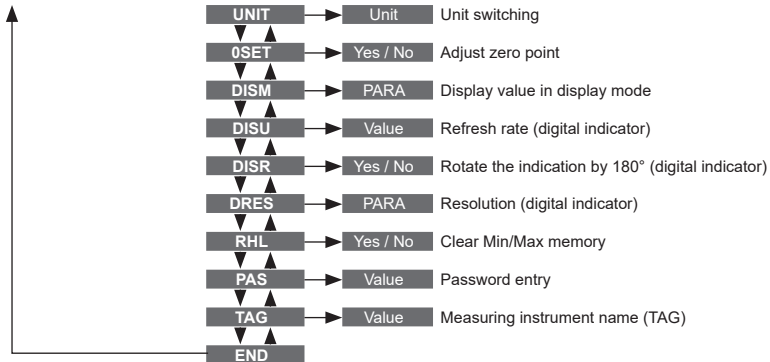 UNIT Unit Unit switching
0SET Yes / No Adjust zero point
DISM PARA Display value in display mode
DISU Value Refresh rate (digital indicator)
DISR Yes / No Rotate the indication by 180° (digital indicator)
DRES PARA Resolution (digital indicator)
RHL Yes / No Clear Min/Max memory
PAS Value Password entry
TAG Value Measuring instrument name (TAG)
END